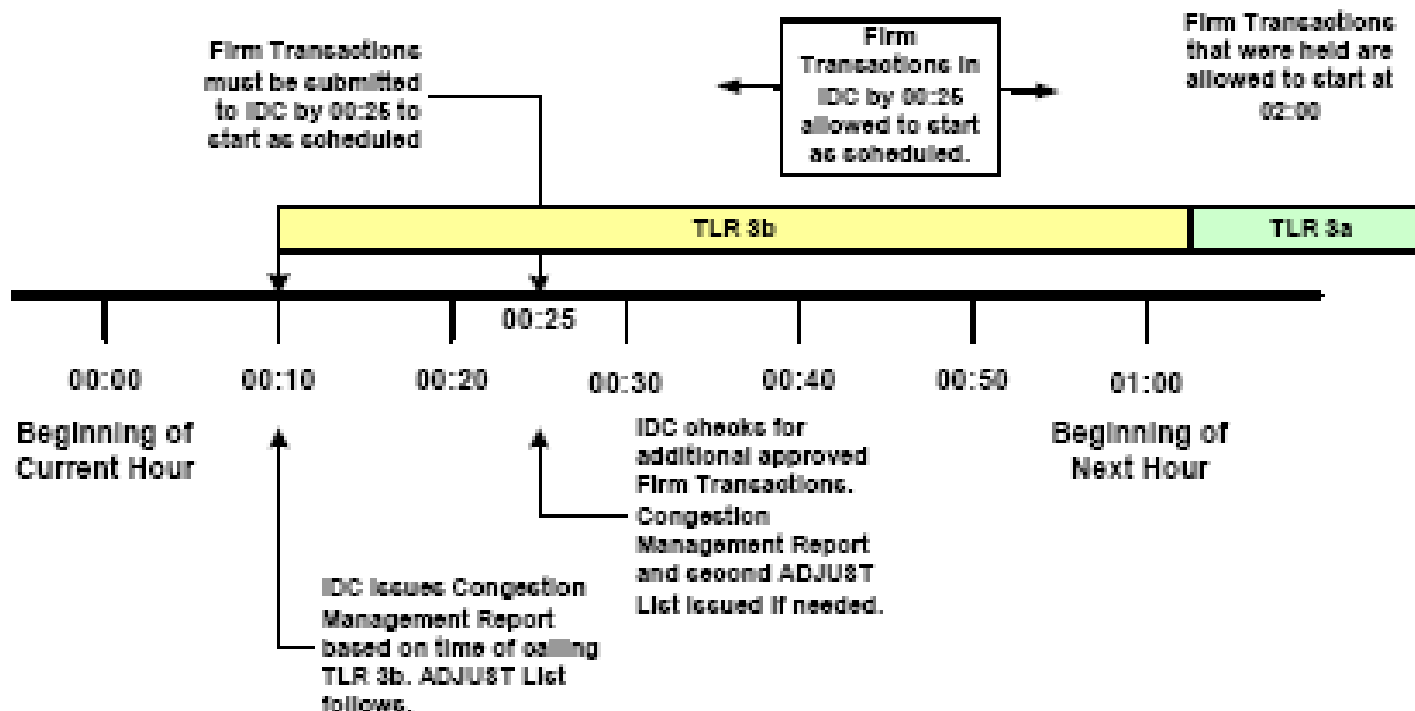 Firm Transactions
must be submitted
to IDC by 00:25 to
start as scheduled
Firm
Transactions in
IDC by 00:25
allowed to start
as scheduled.
Firm Transactions
that were held are
allowed to start at
02:00
TLR 3b
TLR 3a
00:25
00:00
00:10
00:20
00:30
00:40
00:50
01:00
Beginning of
Current Hour
Beginning of
Next Hour
IDC checks for
additional approved
Firm Transactions.
Congestion
Management Report
and second ADJUST
List issued if needed.
IDC issues Congestion
Management Report
based on time of calling
TLR 3b. ADJUST List
follows.